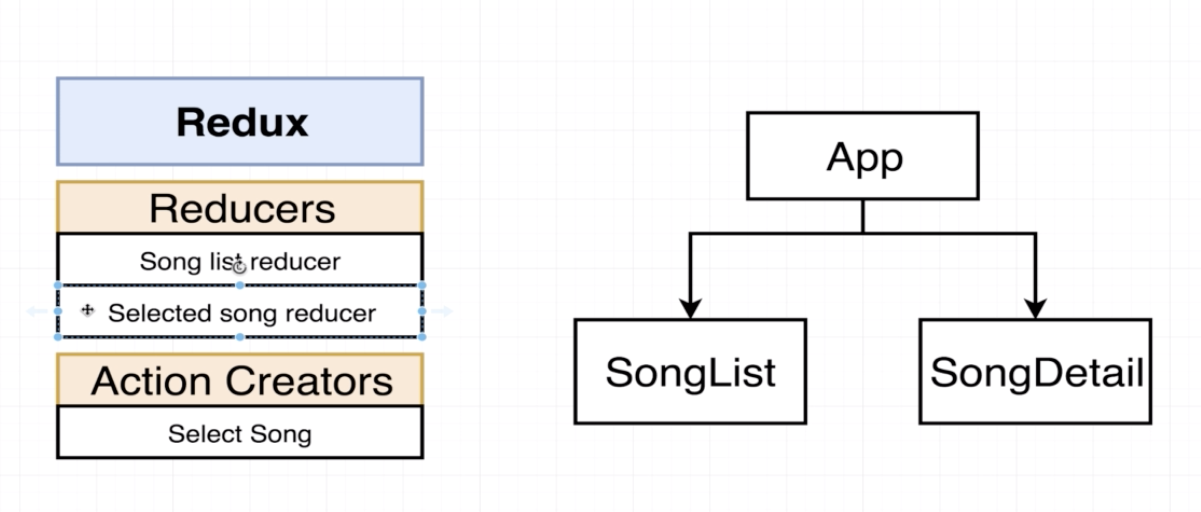 Redux
Reducers
Song list reducer
Selected song reducer
Action Creators
Select Song
App
SongList
SongDetail